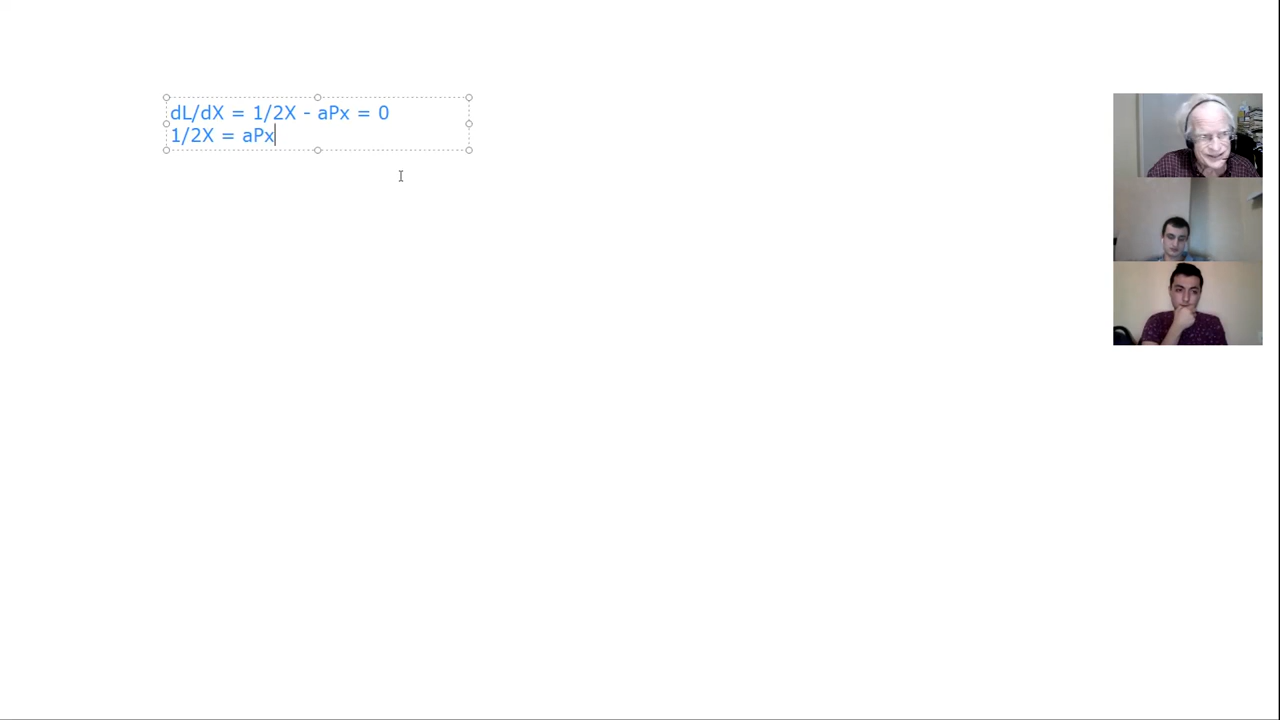 dL/dX = 1/2X - aPx = 0
1/2X = aPx